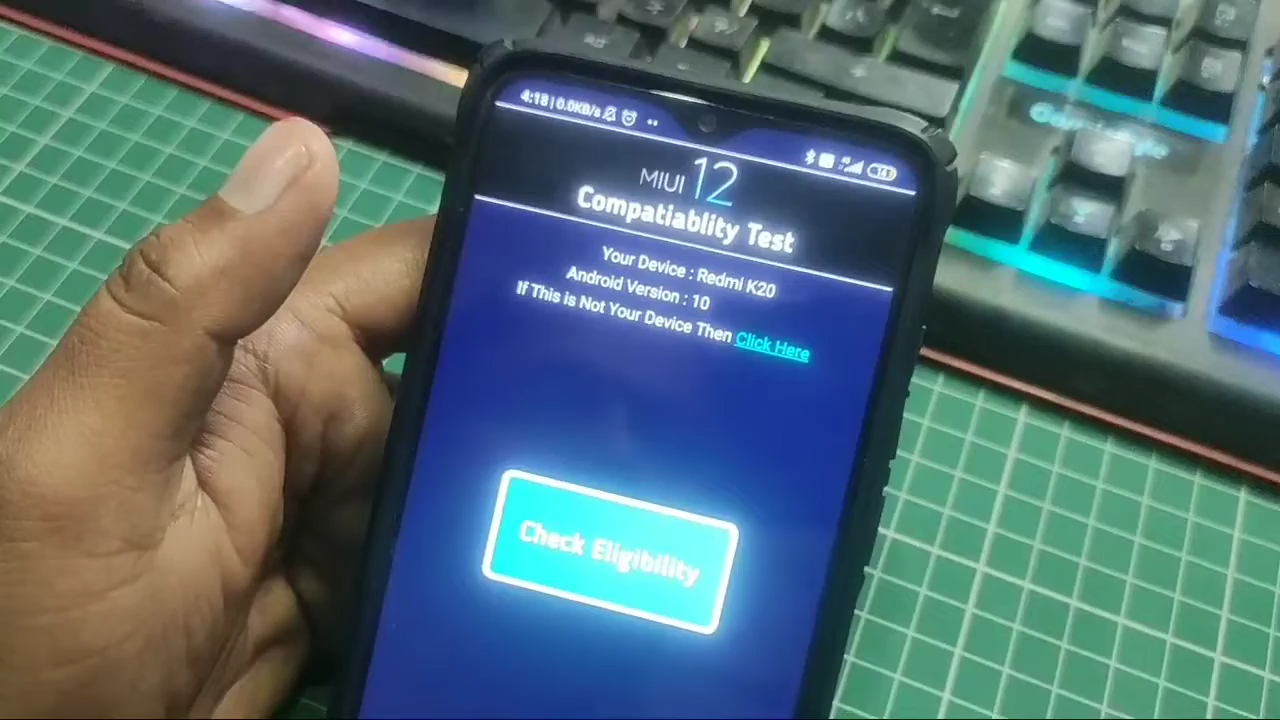 4:18 | 0.0KB/s
MIUI 12
Compatiablity Test
Your Device : Redmi K20
Android Version : 10
If This is Not Your Device Then Click Here
Check Eligibility